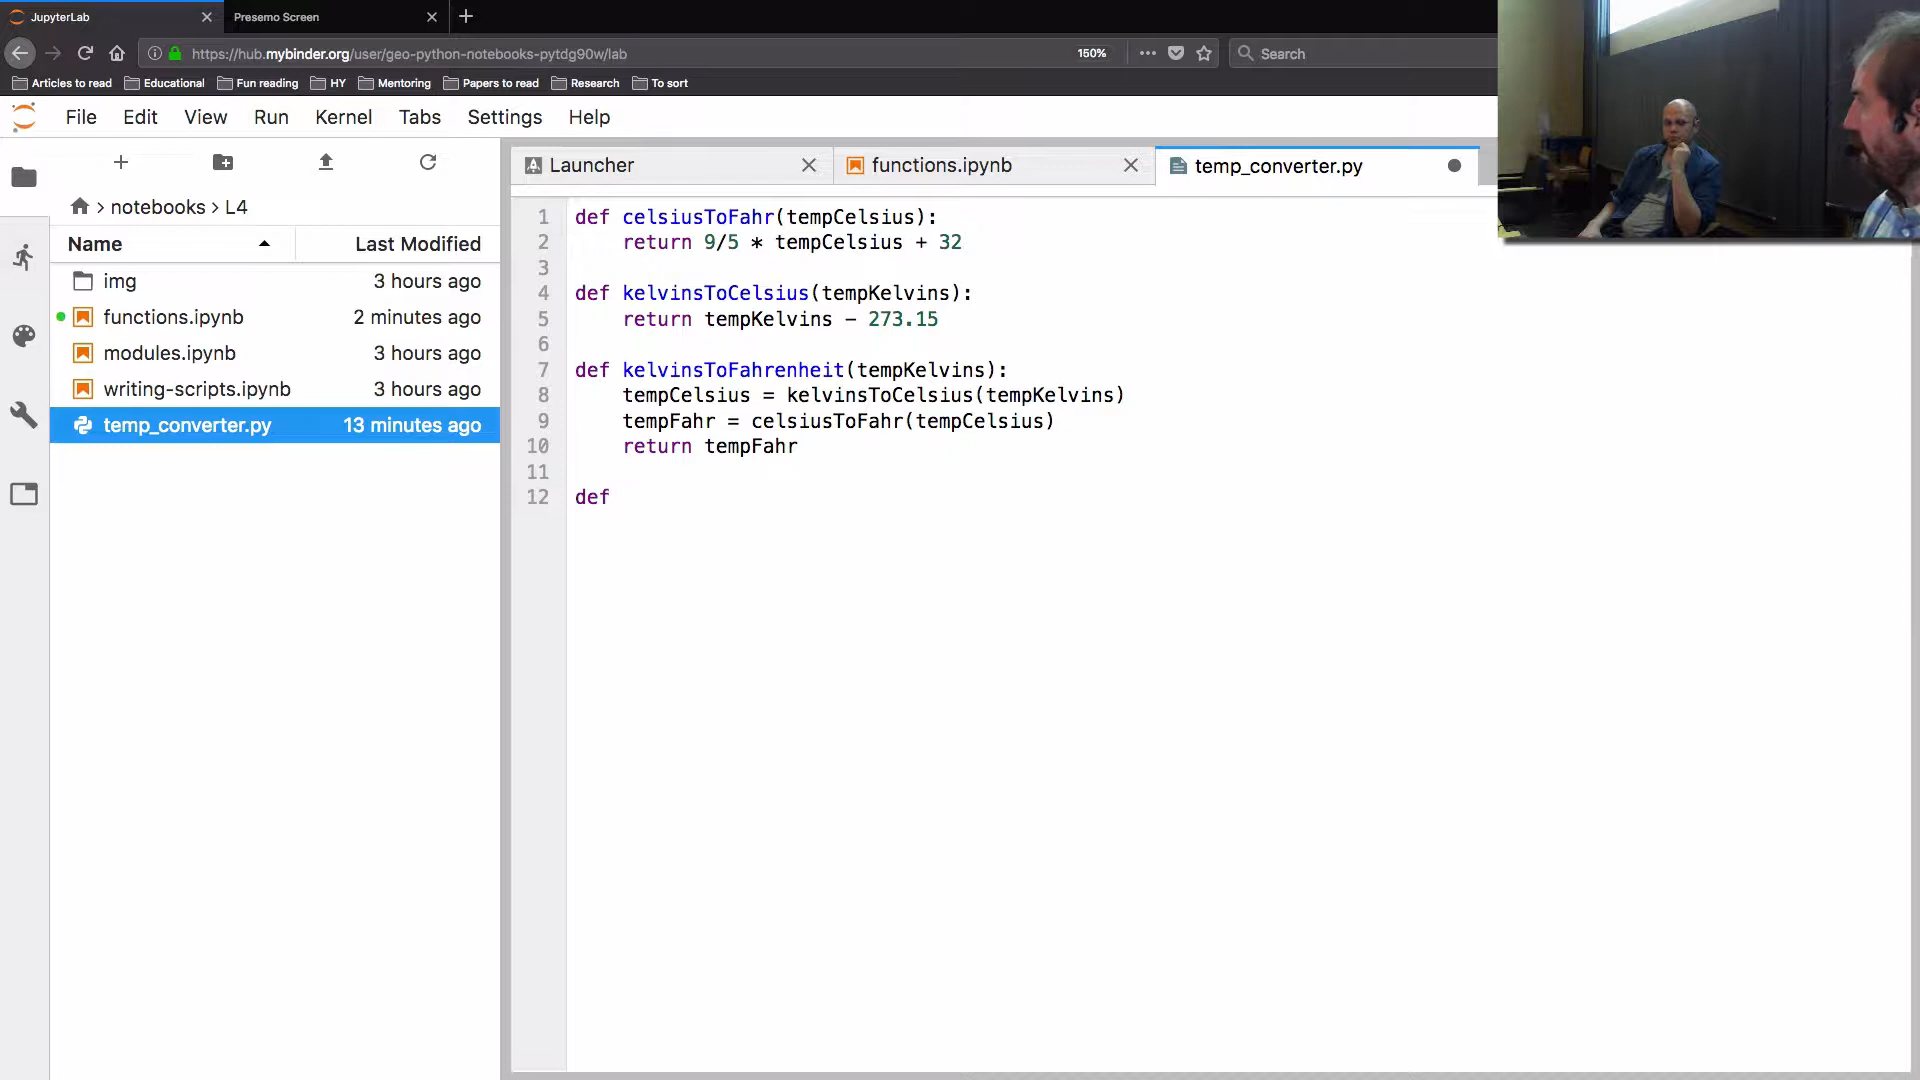 JupyterLab
Presemo Screen
https://hub.mybinder.org/user/geo-python-notebooks-pytdg90w/lab
150%
Search
Articles to read
Educational
Fun reading
HY
Mentoring
Papers to read
Research
To sort
File
Edit
View
Run
Kernel
Tabs
Settings
Help
notebooks > L4
Name
Last Modified
img 3 hours ago
functions.ipynb 2 minutes ago
modules.ipynb 3 hours ago
writing-scripts.ipynb 3 hours ago
temp_converter.py 13 minutes ago
Launcher
functions.ipynb
temp_converter.py
1 def celsiusToFahr(tempCelsius):
2 return 9/5 * tempCelsius + 32
3
4 def kelvinsToCelsius(tempKelvins):
5 return tempKelvins - 273.15
6
7 def kelvinsToFahrenheit(tempKelvins):
8 tempCelsius = kelvinsToCelsius(tempKelvins)
9 tempFahr = celsiusToFahr(tempCelsius)
10 return tempFahr
11
12 def